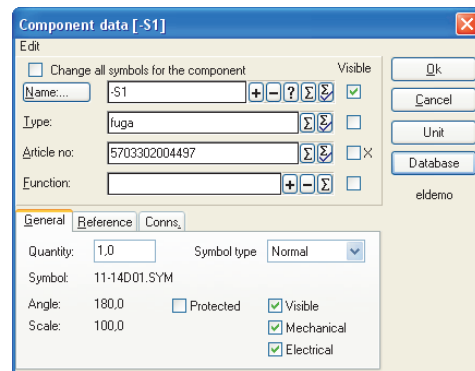 Component data [-S1]
Edit
Change all symbols for the component Visible
Name:... -S1 + − ? Σ Σ
Type: fuga Σ Σ
Article no: 5703302004497 Σ Σ X
Function: + − Σ
Ok
Cancel
Unit
Database
eldemo
General Reference Conns.
Quantity: 1,0 Symbol type Normal
Symbol: 11-14D01.SYM
Angle: 180,0 Protected Visible
Scale: 100,0 Mechanical
Electrical